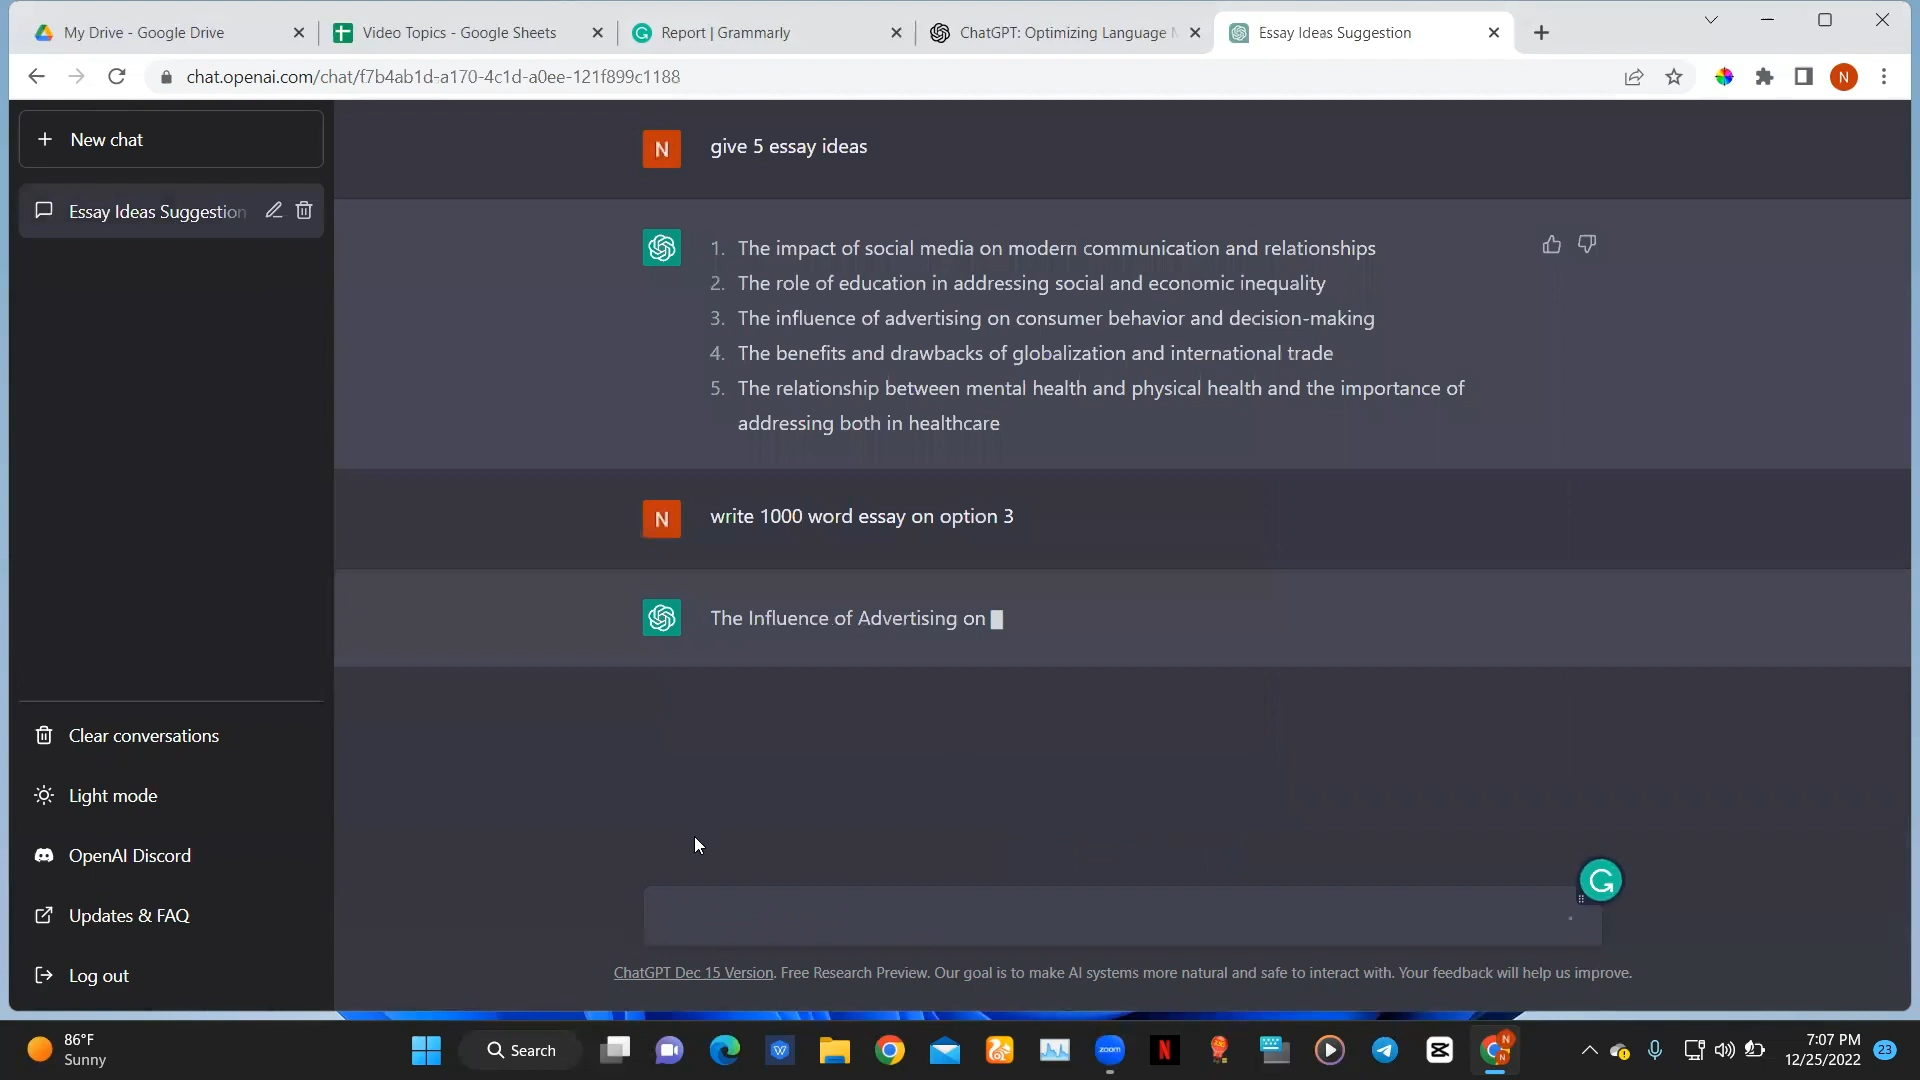 My Drive - Google Drive
Video Topics - Google Sheets
Report | Grammarly
ChatGPT: Optimizing Language
Essay Ideas Suggestion
chat.openai.com/chat/f7b4ab1d-a170-4c1d-a0ee-121f899c1188
N
New chat
Essay Ideas Suggestion
N
give 5 essay ideas
1. The impact of social media on modern communication and relationships
2. The role of education in addressing social and economic inequality
3. The influence of advertising on consumer behavior and decision-making
4. The benefits and drawbacks of globalization and international trade
5. The relationship between mental health and physical health and the importance of
addressing both in healthcare
N
write 1000 word essay on option 3
The Influence of Advertising on
Clear conversations
Light mode
OpenAI Discord
Updates & FAQ
Log out
ChatGPT Dec 15 Version. Free Research Preview. Our goal is to make AI systems more natural and safe to interact with. Your feedback will help us improve.
86°F
Sunny
Search
zoom
7:07 PM
12/25/2022
23